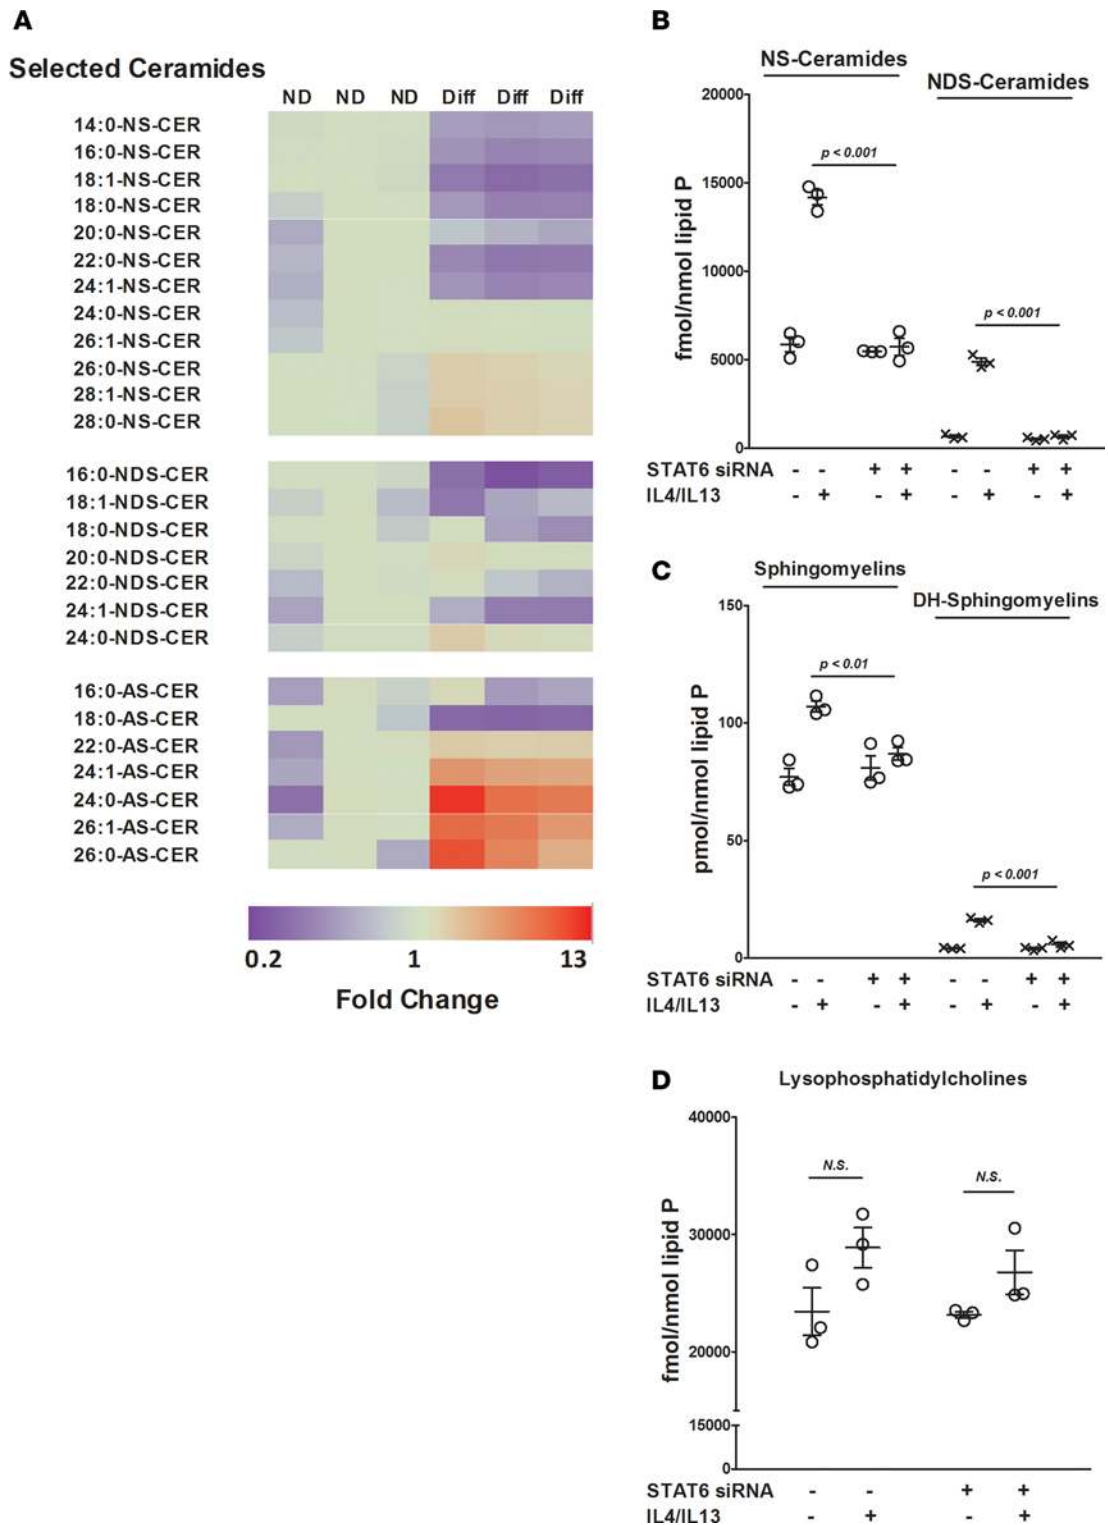 A
Selected Ceramides
ND ND ND Diff Diff Diff
14:0-NS-CER
16:0-NS-CER
18:1-NS-CER
18:0-NS-CER
20:0-NS-CER
22:0-NS-CER
24:1-NS-CER
24:0-NS-CER
26:1-NS-CER
26:0-NS-CER
28:1-NS-CER
28:0-NS-CER
16:0-NDS-CER
18:1-NDS-CER
18:0-NDS-CER
20:0-NDS-CER
22:0-NDS-CER
24:1-NDS-CER
24:0-NDS-CER
16:0-AS-CER
18:0-AS-CER
22:0-AS-CER
24:1-AS-CER
24:0-AS-CER
26:1-AS-CER
26:0-AS-CER
0.2 1 13
Fold Change
B
NS-Ceramides
NDS-Ceramides
fmol/nmol lipid P
20000
15000
10000
5000
0
p < 0.001
p < 0.001
STAT6 siRNA - - + + - - + +
IL4/IL13 - + - + - + - +
C
Sphingomyelins
DH-Sphingomyelins
pmol/nmol lipid P
150
100
50
0
p < 0.01
p < 0.001
STAT6 siRNA - - + + - - + +
IL4/IL13 - + - + - + - +
D
Lysophosphatidylcholines
fmol/nmol lipid P
40000
30000
20000
15000
0
N.S.
N.S.
STAT6 siRNA - - + +
IL4/IL13 - + - +